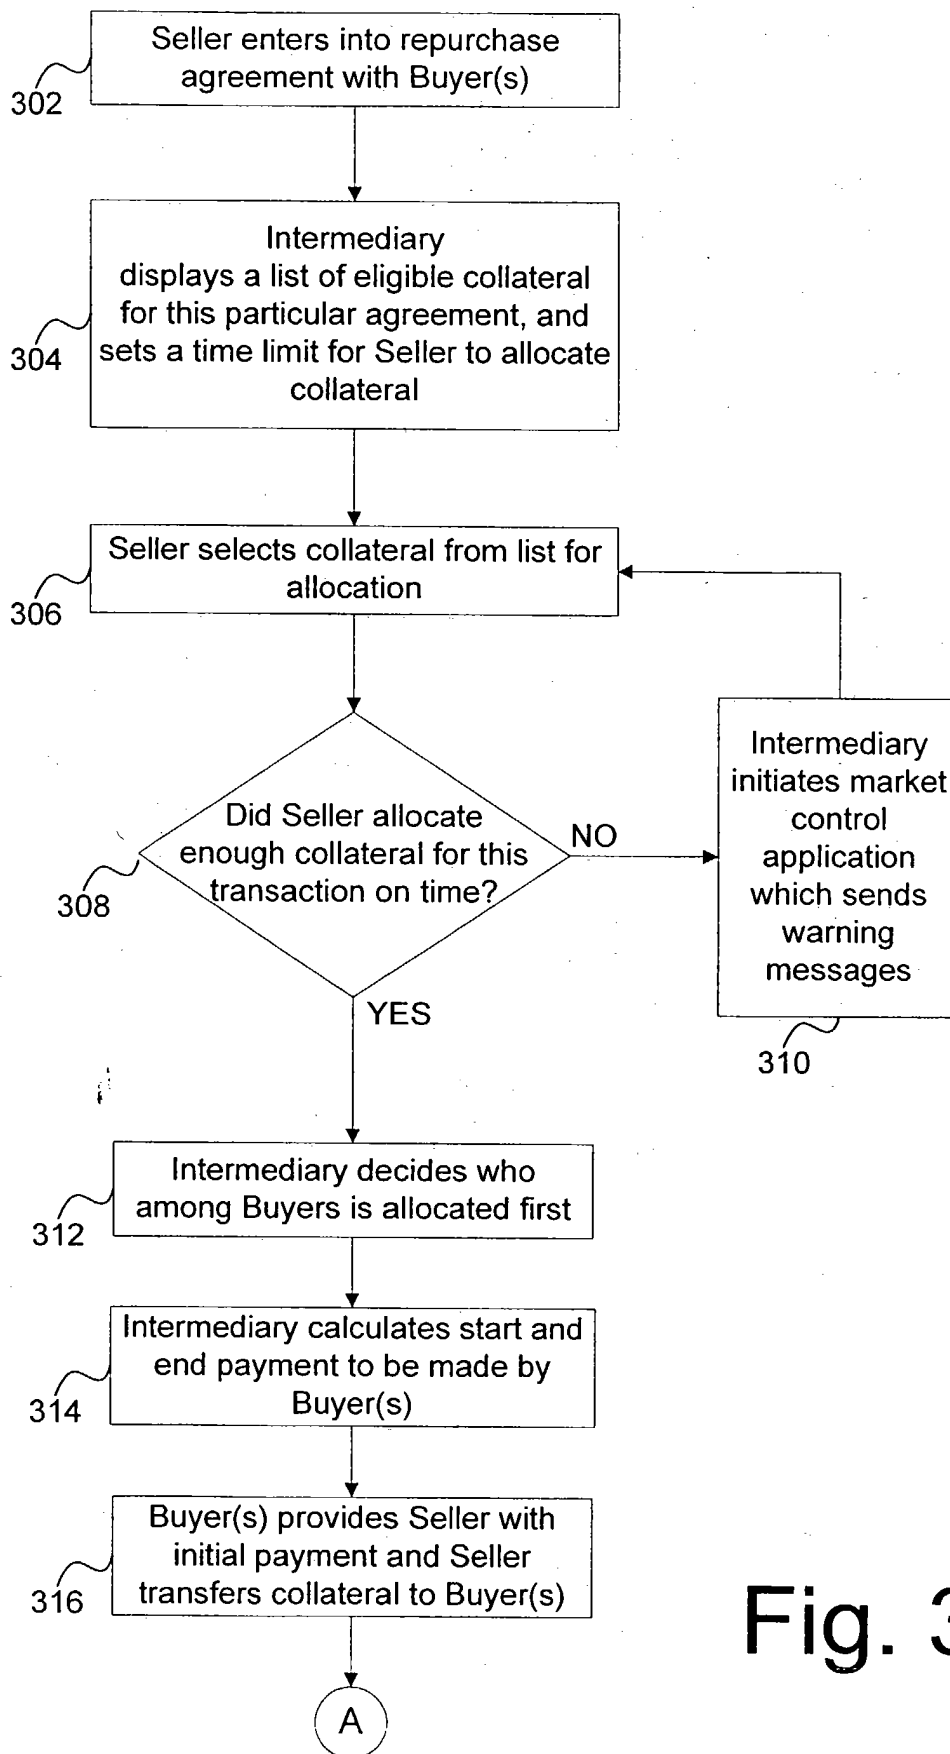 Seller enters into repurchase
agreement with Buyer(s)
302
Intermediary
displays a list of eligible collateral
for this particular agreement, and
sets a time limit for Seller to allocate
collateral
304
Seller selects collateral from list for
allocation
306
Did Seller allocate
enough collateral for this
transaction on time?
308
NO
Intermediary
initiates market
control
application
which sends
warning
messages
310
YES
Intermediary decides who
among Buyers is allocated first
312
Intermediary calculates start and
end payment to be made by
Buyer(s)
314
Buyer(s) provides Seller with
initial payment and Seller
transfers collateral to Buyer(s)
316
A
Fig. 3